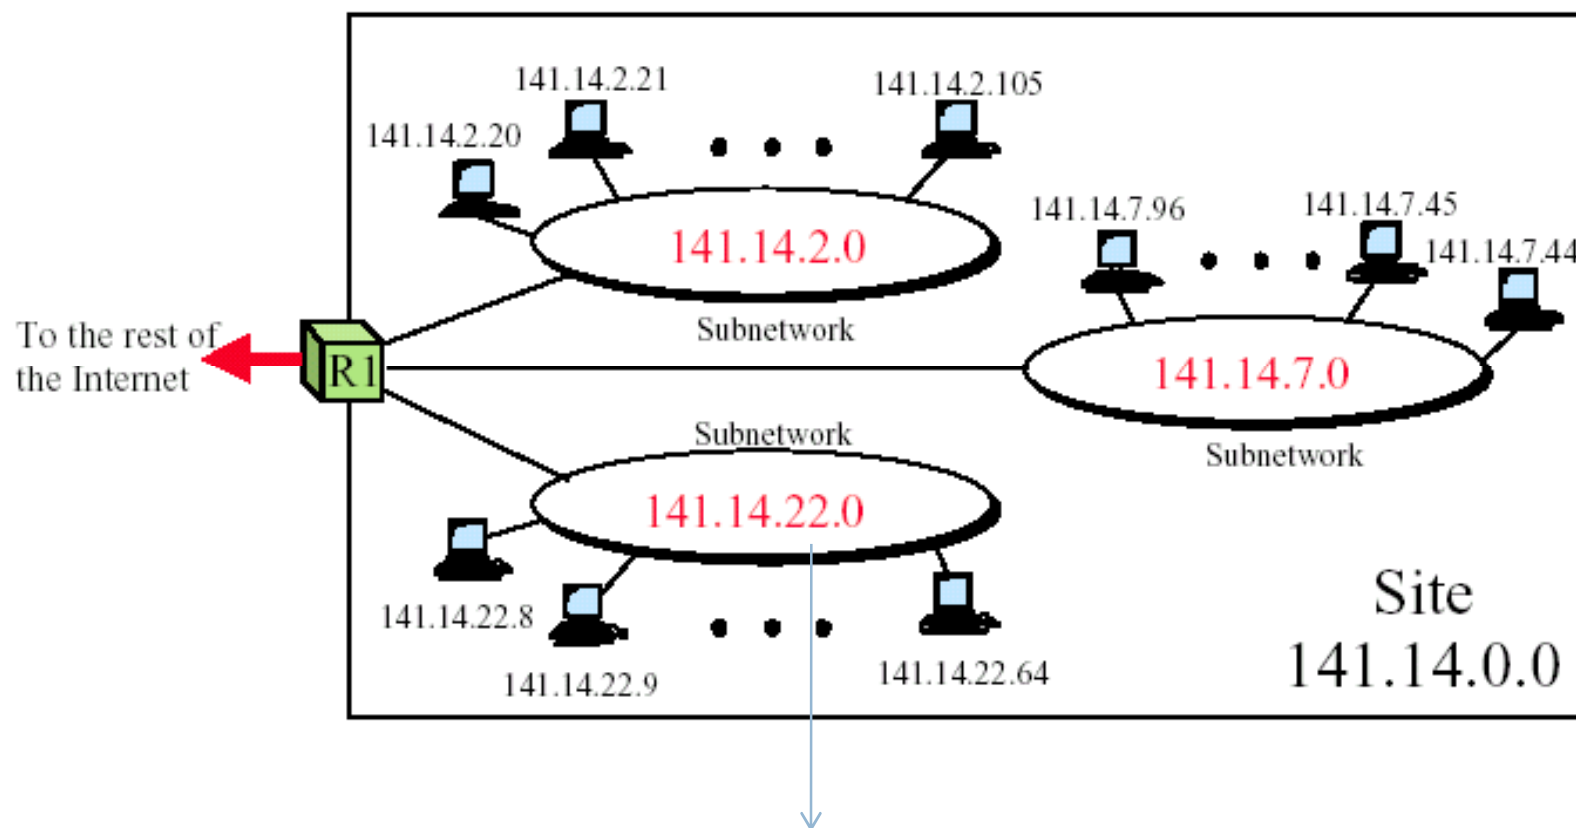 141.14.2.21
141.14.2.105
141.14.2.20
141.14.7.96
141.14.7.45
141.14.7.44
141.14.2.0
Subnetwork
To the rest of
the Internet
R1
141.14.7.0
Subnetwork
Subnetwork
141.14.22.0
141.14.22.8
141.14.22.9
141.14.22.64
Site
141.14.0.0